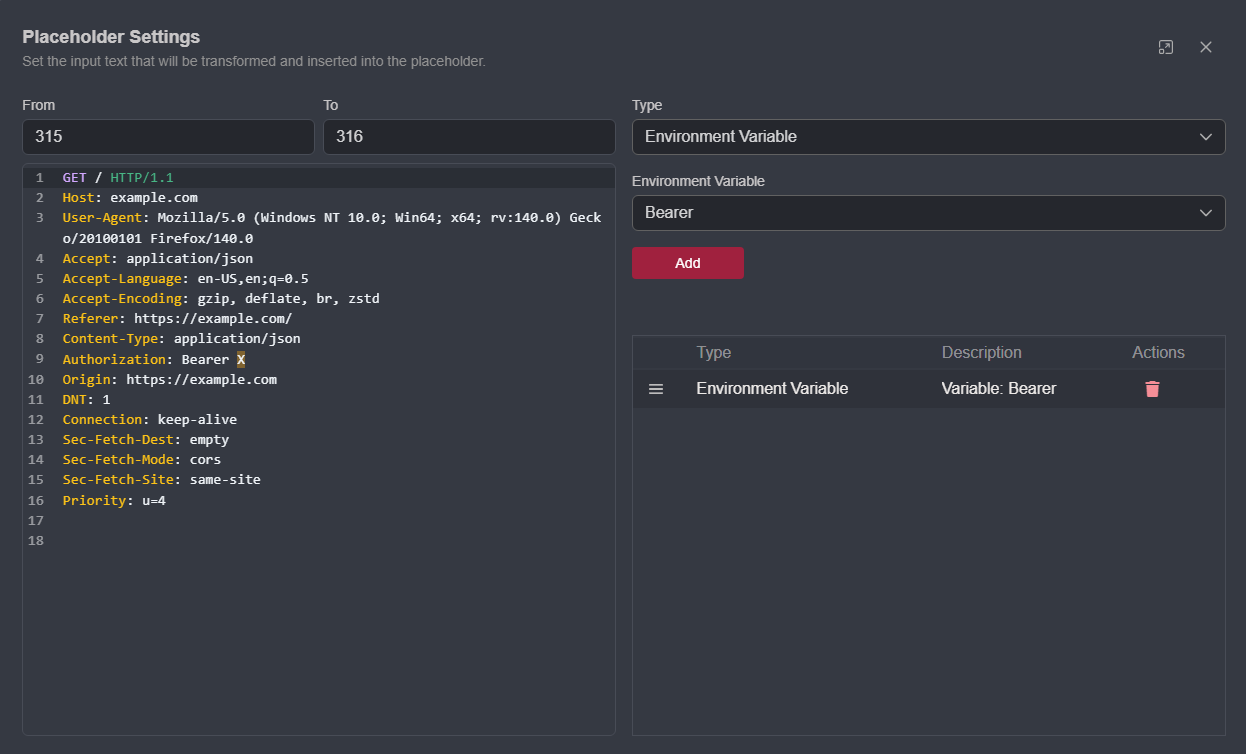 Placeholder Settings
Set the input text that will be transformed and inserted into the placeholder.
From
To
315
316
1 GET / HTTP/1.1
2 Host: example.com
3 User-Agent: Mozilla/5.0 (Windows NT 10.0; Win64; x64; rv:140.0) Geck
o/20100101 Firefox/140.0
4 Accept: application/json
5 Accept-Language: en-US,en;q=0.5
6 Accept-Encoding: gzip, deflate, br, zstd
7 Referer: https://example.com/
8 Content-Type: application/json
9 Authorization: Bearer X
10 Origin: https://example.com
11 DNT: 1
12 Connection: keep-alive
13 Sec-Fetch-Dest: empty
14 Sec-Fetch-Mode: cors
15 Sec-Fetch-Site: same-site
16 Priority: u=4
17
18
Type
Environment Variable
Environment Variable
Bearer
Add
Type Description Actions
Environment Variable Variable: Bearer